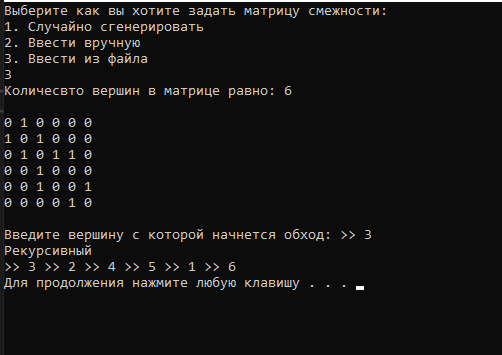 Выберите как вы хотите задать матрицу смежности:
1. Случайно сгенерировать
2. Ввести вручную
3. Ввести из файла
3
Количесвто вершин в матрице равно: 6
0 1 0 0 0 0
1 0 1 0 0 0
0 1 0 1 1 0
0 0 1 0 0 0
0 0 1 0 0 1
0 0 0 0 1 0
Введите вершину с которой начнется обход: >> 3
Рекурсивный
>> 3 >> 2 >> 4 >> 5 >> 1 >> 6
Для продолжения нажмите любую клавишу . . .